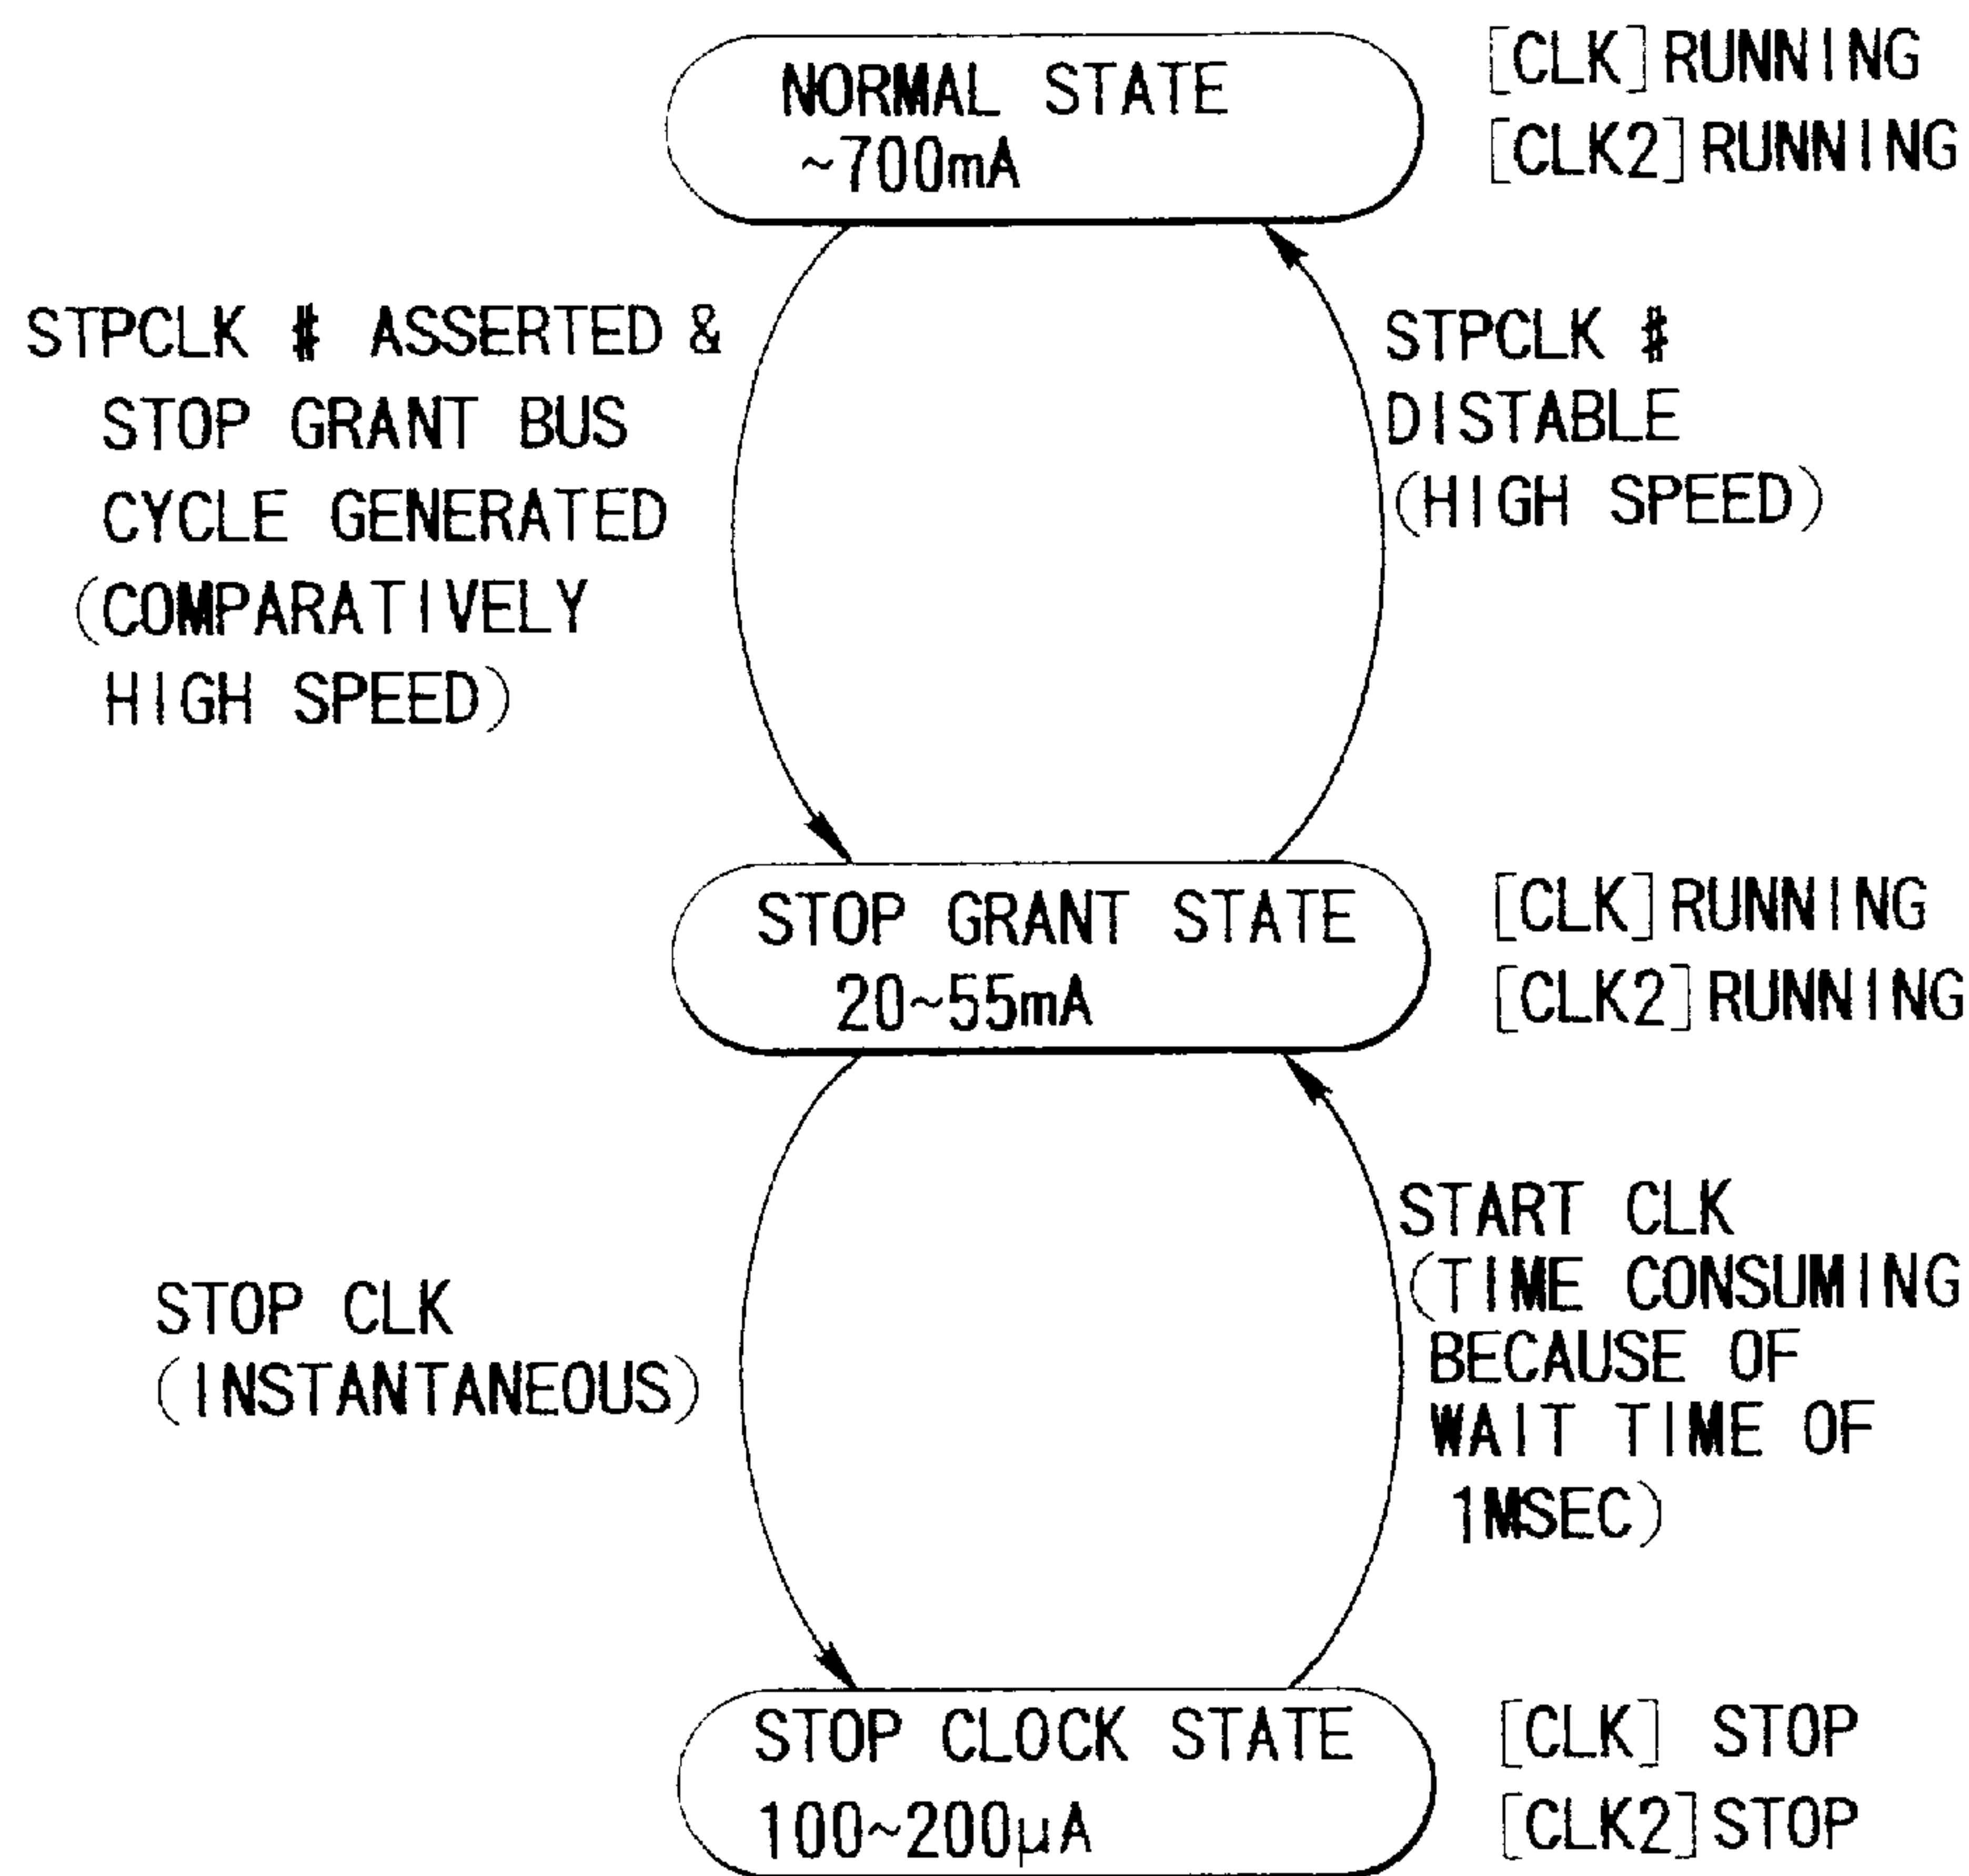 NORMAL STATE
~700mA
[CLK] RUNNING
[CLK2] RUNNING
STPCLK # ASSERTED &
STOP GRANT BUS
CYCLE GENERATED
(COMPARATIVELY
HIGH SPEED)
STPCLK #
DISTABLE
(HIGH SPEED)
STOP GRANT STATE
20~55mA
[CLK] RUNNING
[CLK2] RUNNING
STOP CLK
(INSTANTANEOUS)
START CLK
(TIME CONSUMING
BECAUSE OF
WAIT TIME OF
1MSEC)
STOP CLOCK STATE
100~200μA
[CLK] STOP
[CLK2] STOP